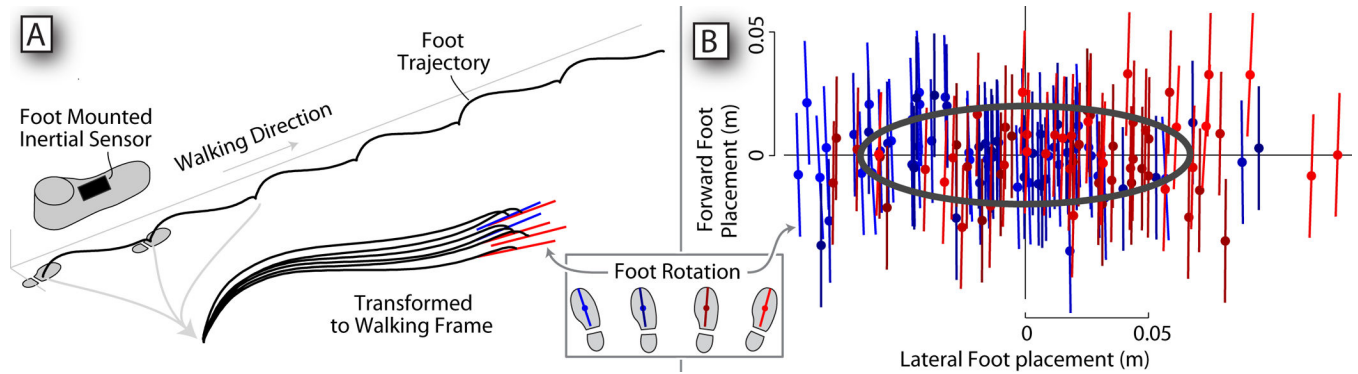 A
Foot
Trajectory
Foot Mounted
Inertial Sensor
Walking Direction
Transformed
to Walking Frame
Foot Rotation
B
0.05
0
Forward Foot
Placement (m)
0
0.05
Lateral Foot placement (m)